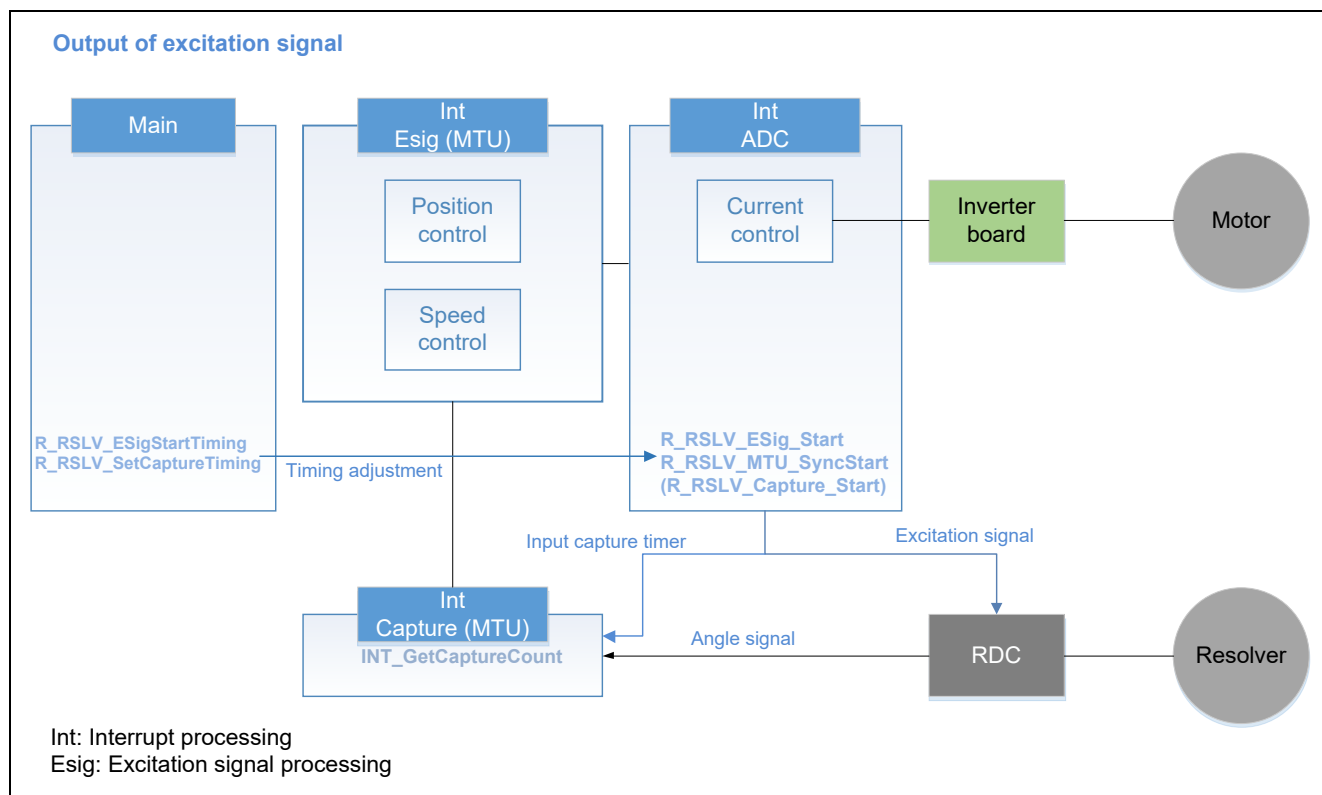 Output of excitation signal
Main
Int
Esig (MTU)
Int
ADC
Position
control
Current
control
Inverter
board
Motor
Speed
control
R_RSLV_ESigStartTiming
R_RSLV_SetCaptureTiming
Timing adjustment
R_RSLV_ESig_Start
R_RSLV_MTU_SyncStart
(R_RSLV_Capture_Start)
Input capture timer
Excitation signal
Int
Capture (MTU)
INT_GetCaptureCount
Angle signal
RDC
Resolver
Int: Interrupt processing
Esig: Excitation signal processing